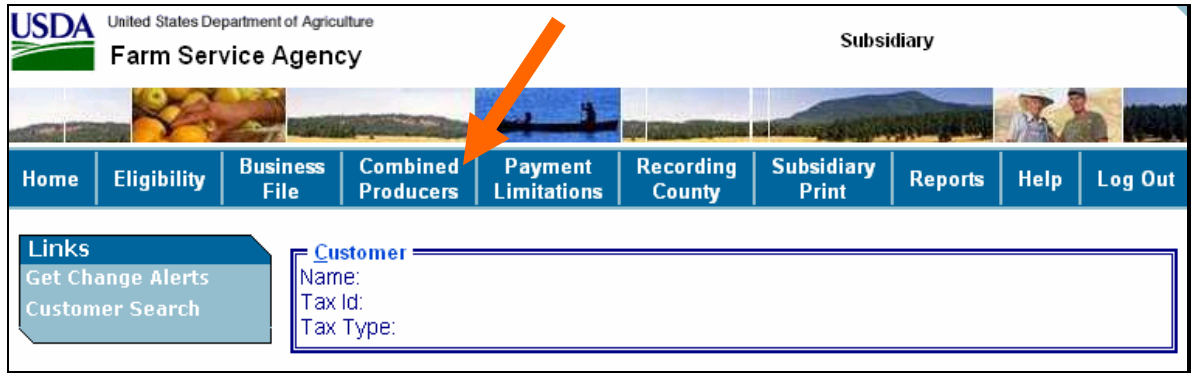 USDA United States Department of Agriculture
Farm Service Agency
Subsidiary
Home Eligibility Business File Combined Producers Payment Limitations Recording County Subsidiary Print Reports Help Log Out
Links
Get Change Alerts
Customer Search
Customer
Name:
Tax Id:
Tax Type: